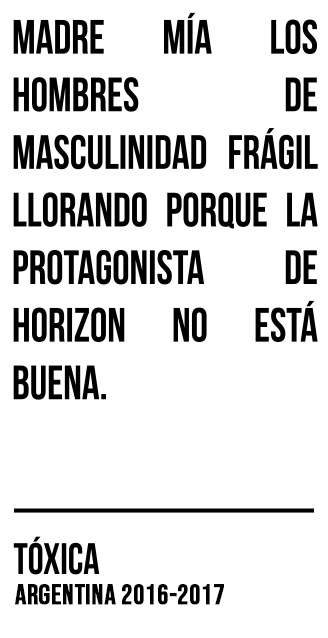 MADRE MÍA LOS
HOMBRES DE
MASCULINIDAD FRÁGIL
LLORANDO PORQUE LA
PROTAGONISTA DE
HORIZON NO ESTÁ
BUENA.
TÓXICA
ARGENTINA 2016-2017